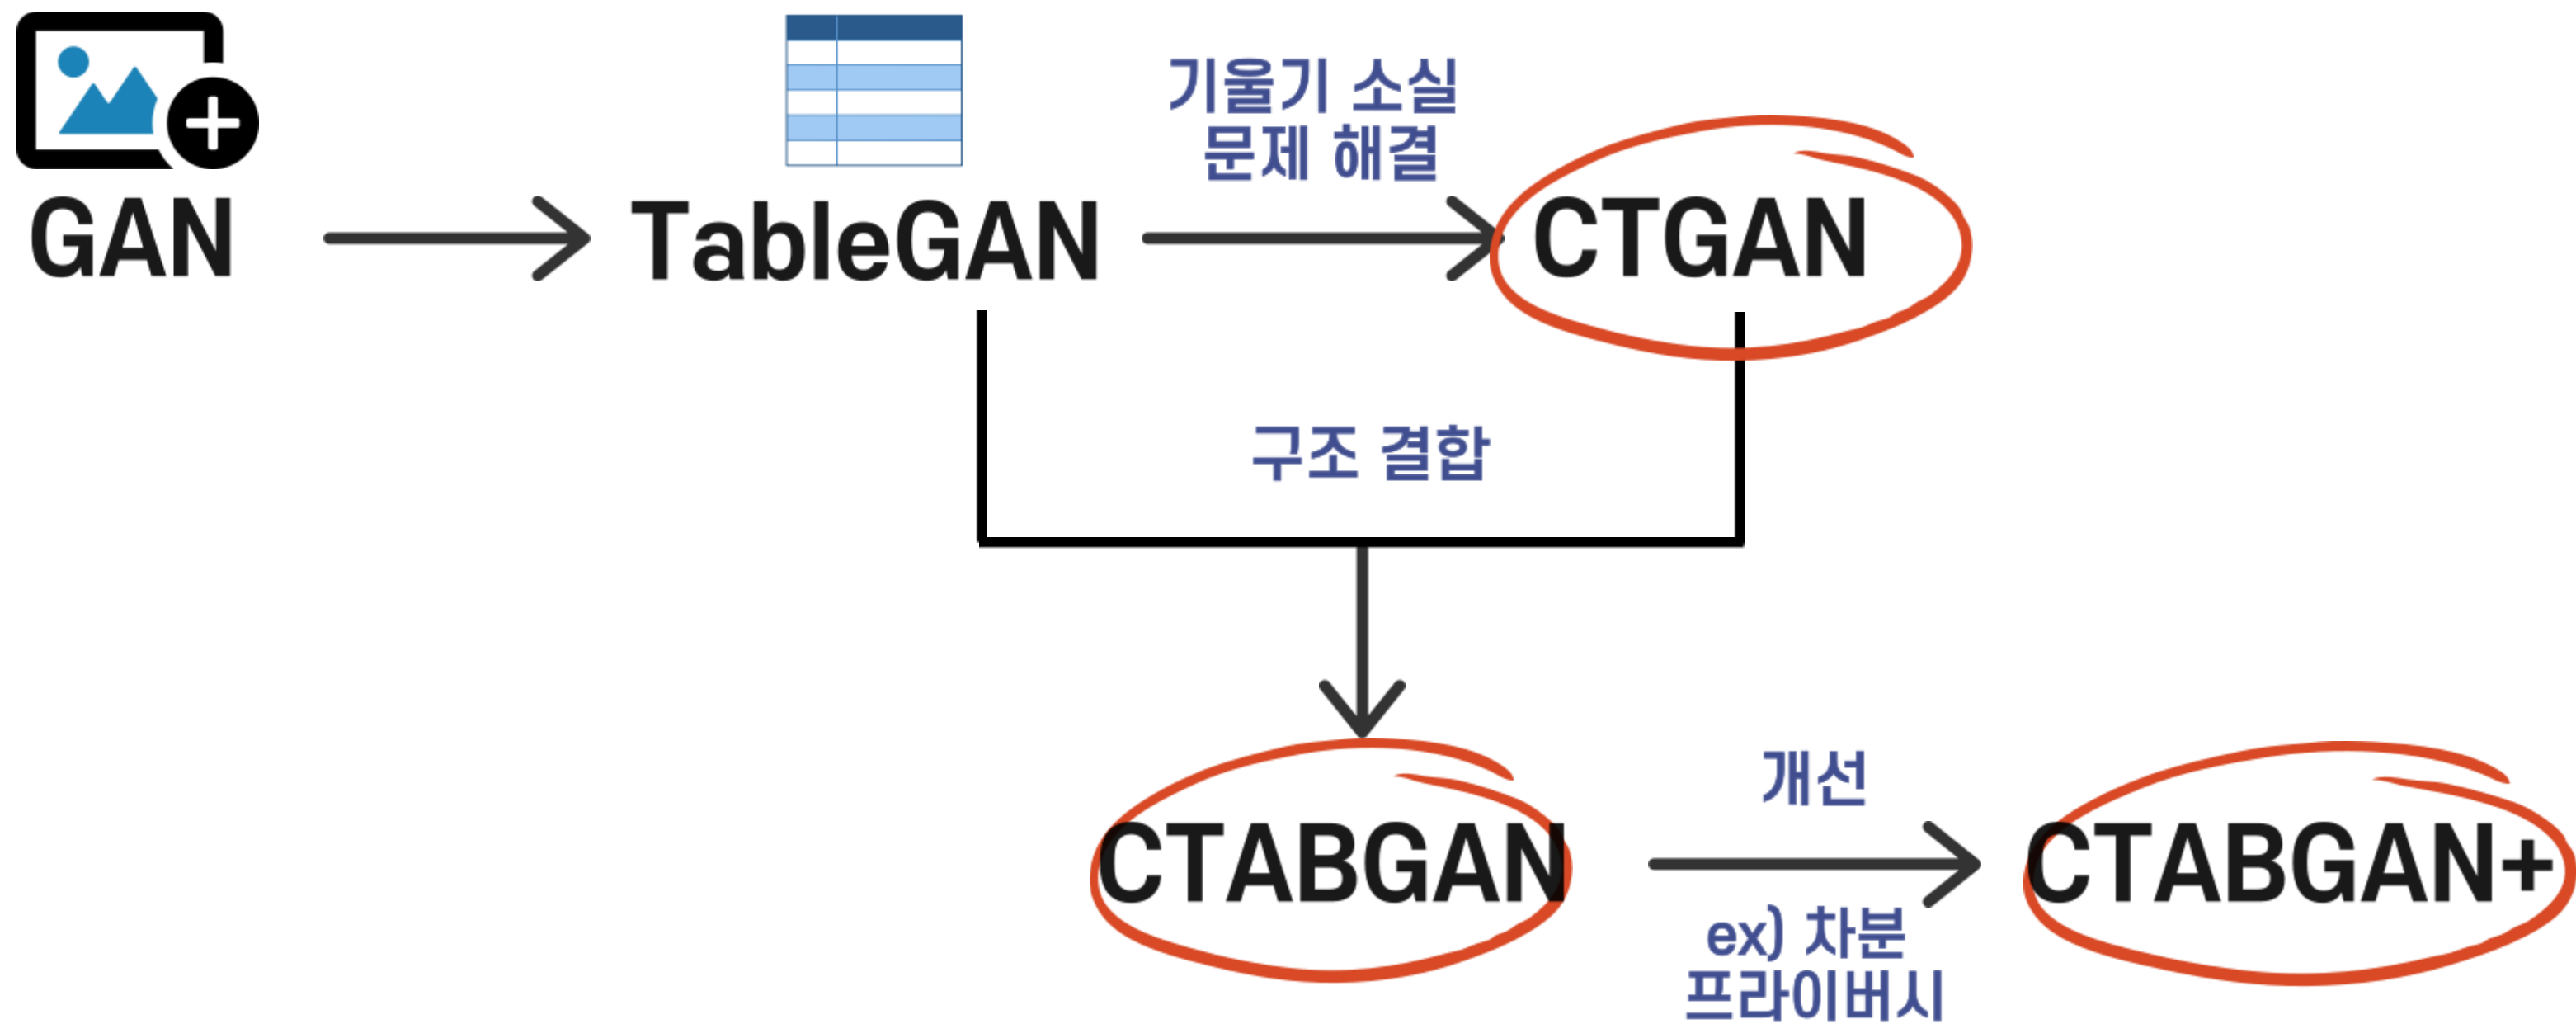 기울기 소실
문제 해결
GAN
TableGAN
CTGAN
구조 결합
개선
CTABGAN
CTABGAN+
ex) 차분
프라이버시